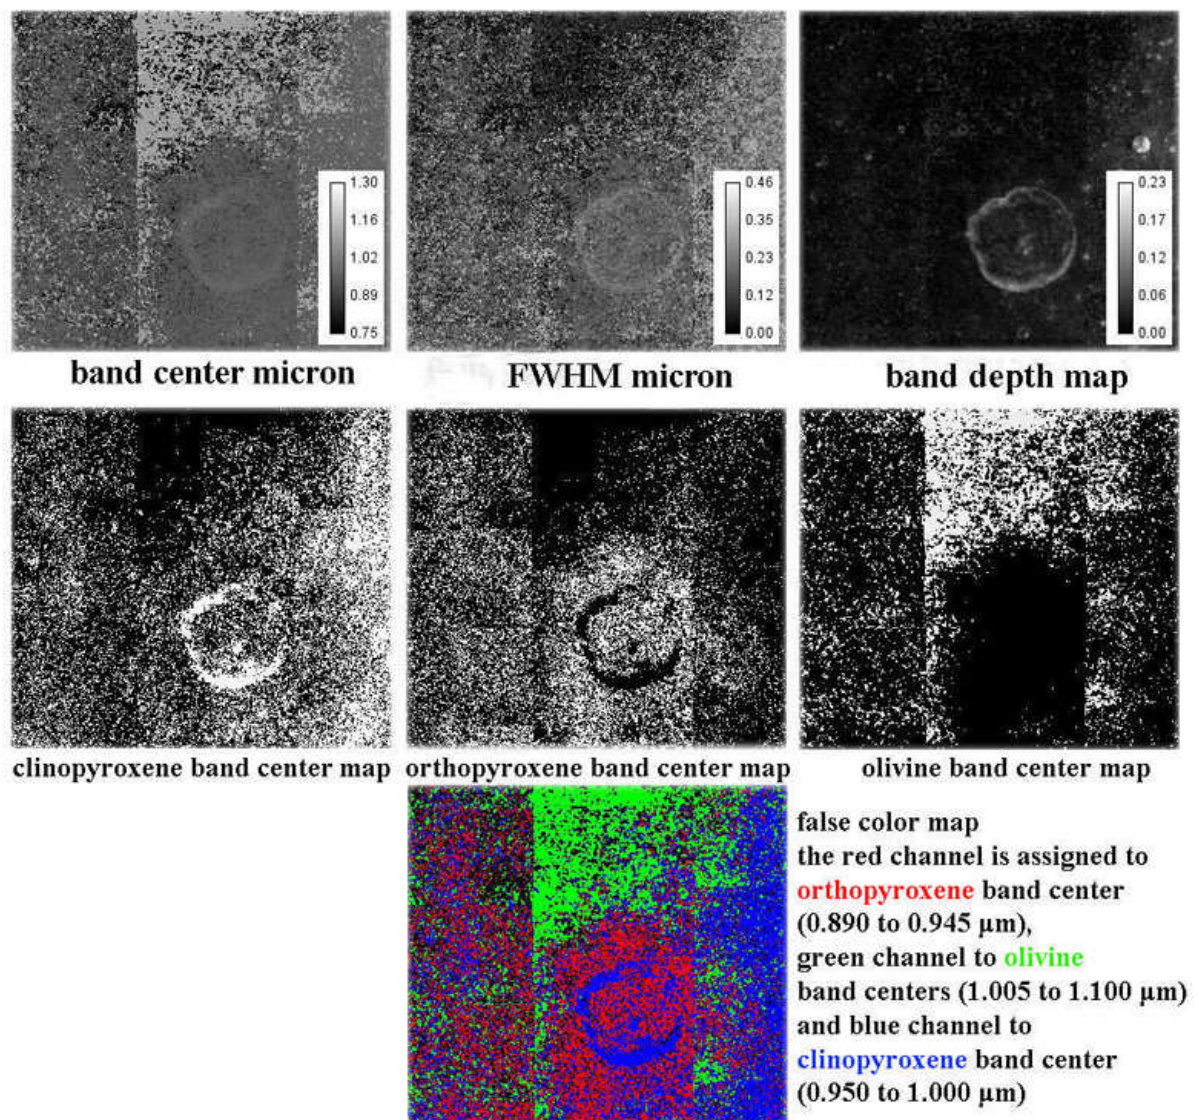 1.30
1.16
1.02
0.89
0.75
0.46
0.35
0.23
0.12
0.00
0.23
0.17
0.12
0.06
0.00
band center micron
FWHM micron
band depth map
clinopyroxene band center map
orthopyroxene band center map
olivine band center map
false color map
the red channel is assigned to
orthopyroxene band center
(0.890 to 0.945 µm),
green channel to olivine
band centers (1.005 to 1.100 µm)
and blue channel to
clinopyroxene band center
(0.950 to 1.000 µm)